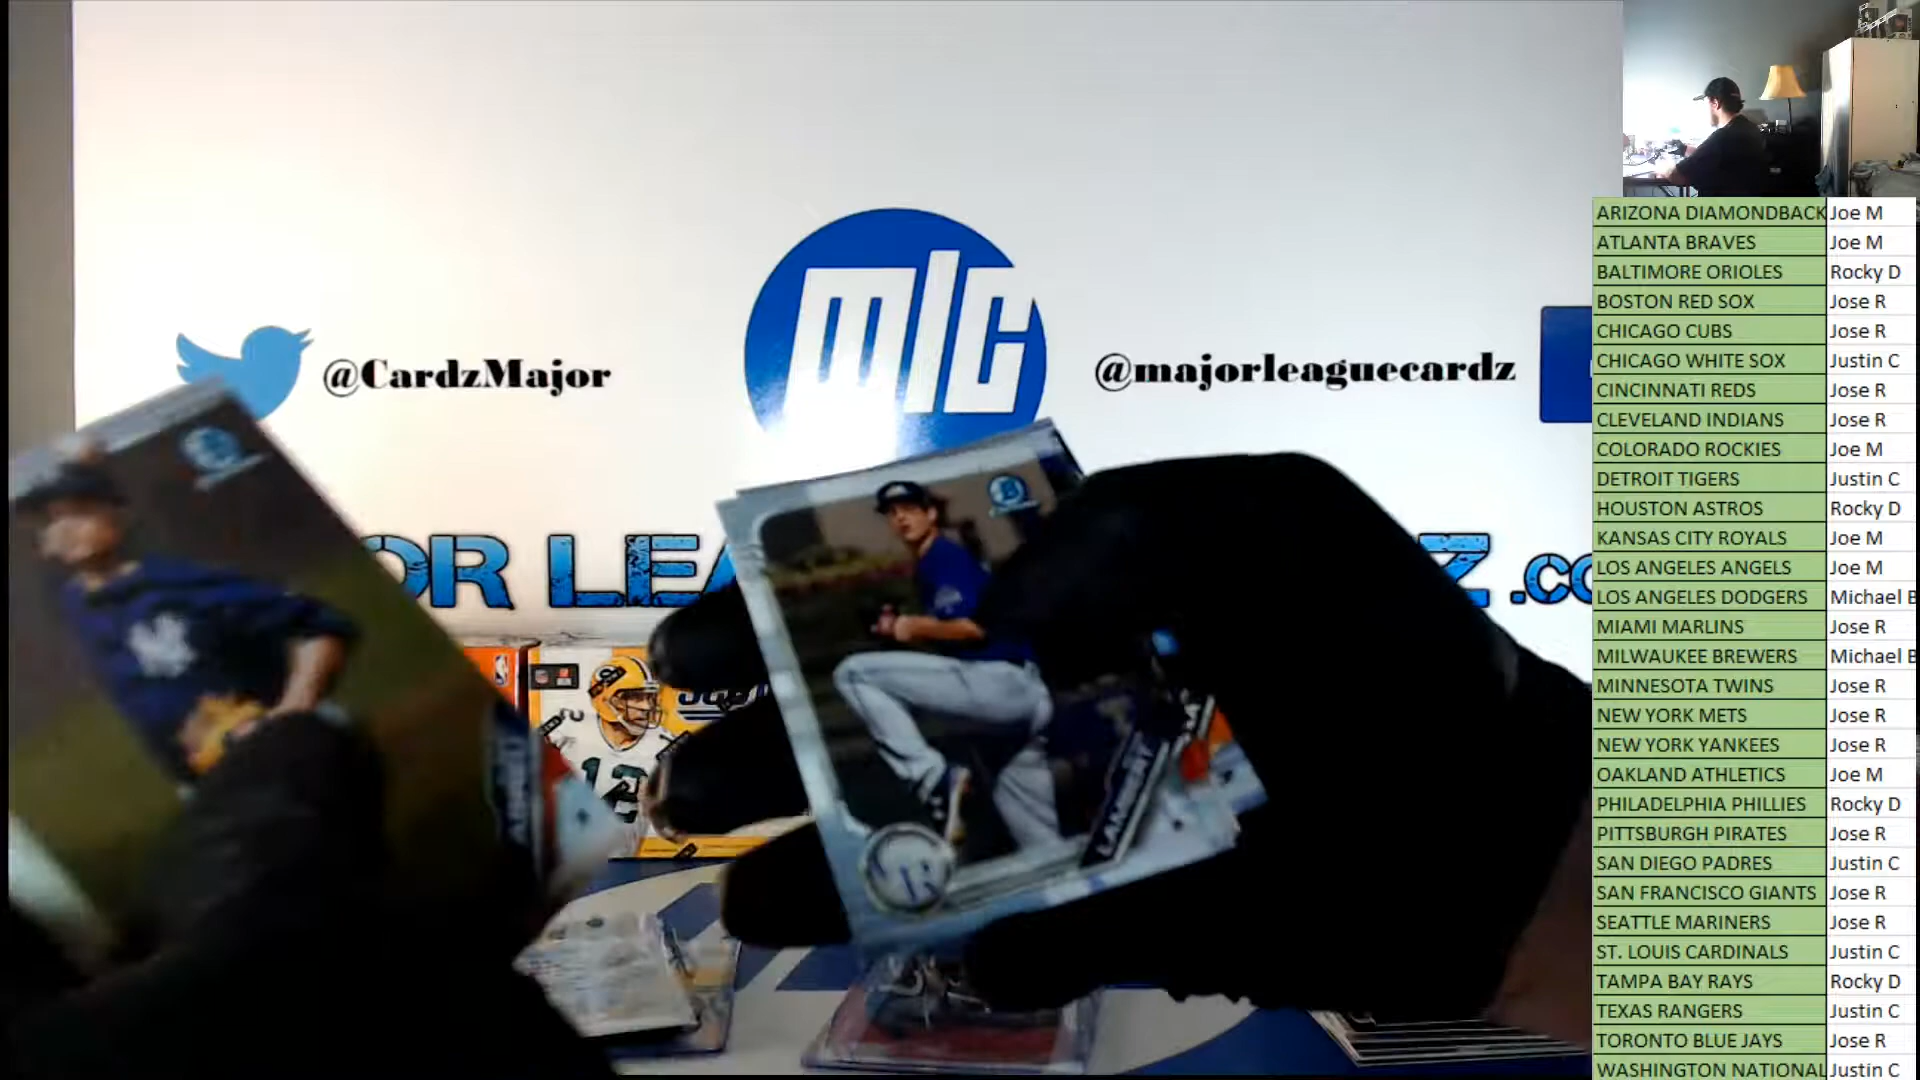 @CardzMajor
mlc
@majorleaguecardz
OR LEA
Z .co
12
LAMBERT
ARIZONA DIAMONDBACK Joe M
ATLANTA BRAVES Joe M
BALTIMORE ORIOLES Rocky D
BOSTON RED SOX Jose R
CHICAGO CUBS Jose R
CHICAGO WHITE SOX Justin C
CINCINNATI REDS Jose R
CLEVELAND INDIANS Jose R
COLORADO ROCKIES Joe M
DETROIT TIGERS Justin C
HOUSTON ASTROS Rocky D
KANSAS CITY ROYALS Joe M
LOS ANGELES ANGELS Joe M
LOS ANGELES DODGERS Michael B
MIAMI MARLINS Jose R
MILWAUKEE BREWERS Michael B
MINNESOTA TWINS Jose R
NEW YORK METS Jose R
NEW YORK YANKEES Jose R
OAKLAND ATHLETICS Joe M
PHILADELPHIA PHILLIES Rocky D
PITTSBURGH PIRATES Jose R
SAN DIEGO PADRES Justin C
SAN FRANCISCO GIANTS Jose R
SEATTLE MARINERS Jose R
ST. LOUIS CARDINALS Justin C
TAMPA BAY RAYS Rocky D
TEXAS RANGERS Justin C
TORONTO BLUE JAYS Jose R
WASHINGTON NATIONAL Justin C